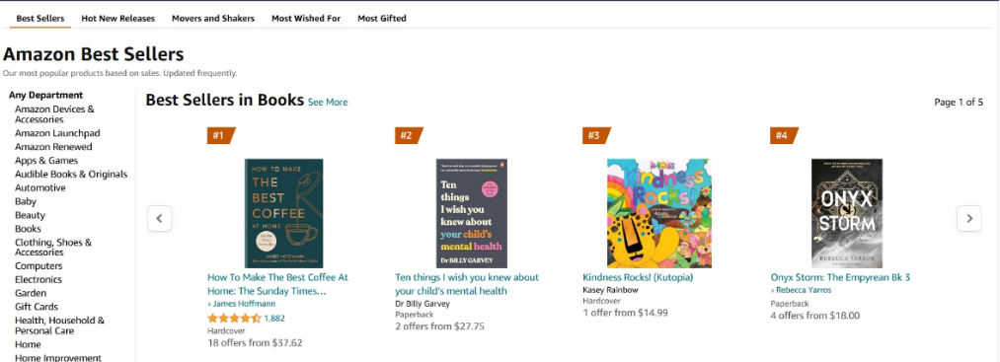 Best Sellers Hot New Releases Movers and Shakers Most Wished For Most Gifted
Amazon Best Sellers
Our most popular products based on sales. Updated frequently.
Any Department
Amazon Devices &
Accessories
Amazon Launchpad
Amazon Renewed
Apps & Games
Audible Books & Originals
Automotive
Baby
Beauty
Books
Clothing, Shoes &
Accessories
Computers
Electronics
Garden
Gift Cards
Health, Household &
Personal Care
Home
Home Improvement
Best Sellers in Books See More
Page 1 of 5
#1
HOW TO MAKE
THE
BEST
COFFEE
AT HOME
JAMES HOFFMANN
How To Make The Best Coffee At
Home: The Sunday Times...
› James Hoffmann
1,882
Hardcover
18 offers from $37.62
#2
Ten
things
I wish you
knew about
your child's
mental health
Dr BILLY GARVEY
Ten things I wish you knew about
your child's mental health
Dr Billy Garvey
Paperback
2 offers from $27.75
#3
Kindness
Rocks!
Kindness Rocks! (Kutopia)
Kasey Rainbow
Hardcover
1 offer from $14.99
#4
ONYX
STORM
REBECCA YARROS
Onyx Storm: The Empyrean Bk 3
› Rebecca Yarros
Paperback
4 offers from $18.00